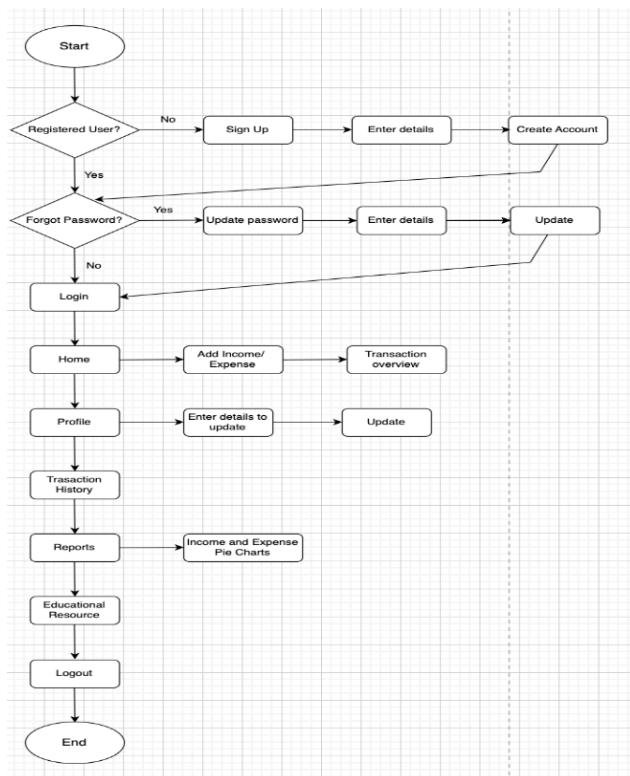 Start
Registered User?
No
Sign Up
Enter details
Create Account
Yes
Forgot Password?
Yes
Update password
Enter details
Update
No
Login
Home
Add Income/
Expense
Transaction
overview
Profile
Enter details to
update
Update
Trasaction
History
Reports
Income and Expense
Pie Charts
Educational
Resource
Logout
End